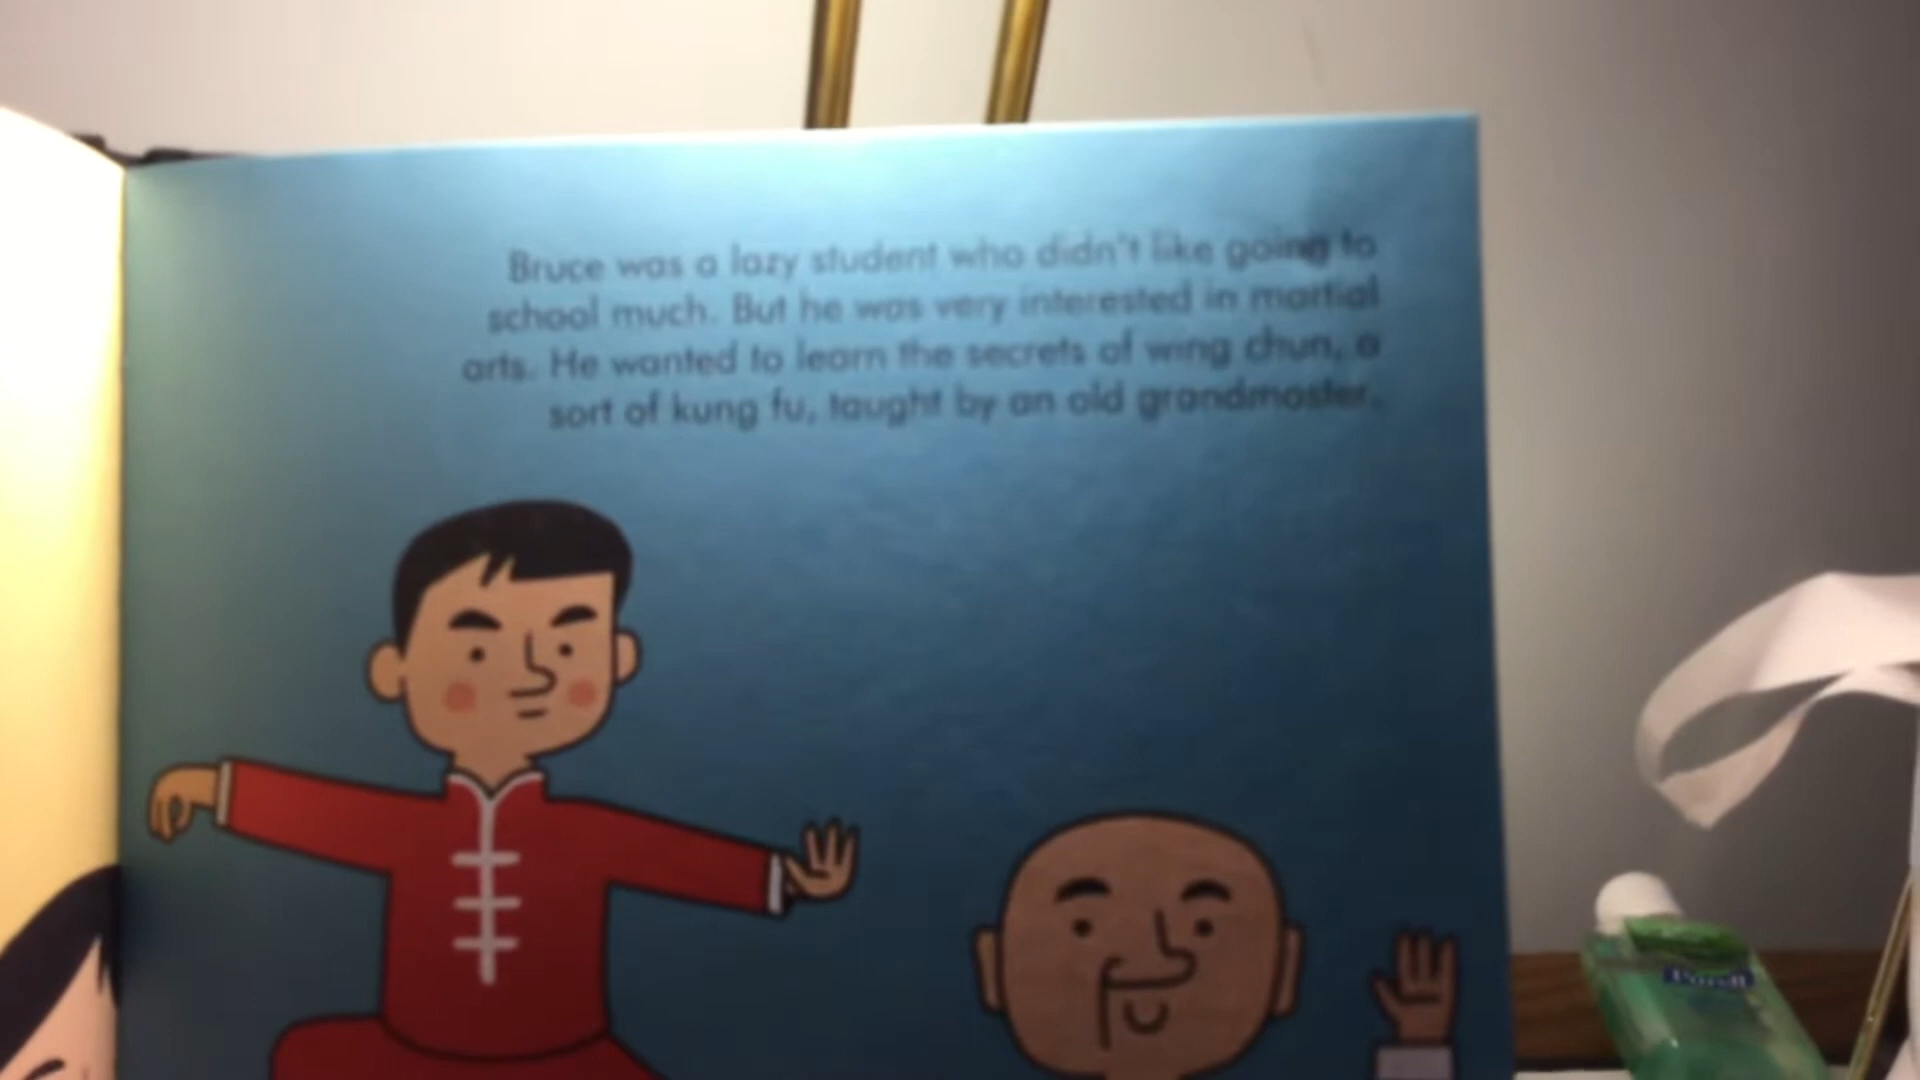 Bruce was a lazy student who didn't like going to
school much. But he was very interested in martial
arts. He wanted to learn the secrets of wing chun, a
sort of kung fu, taught by an old grandmaster.
Purell